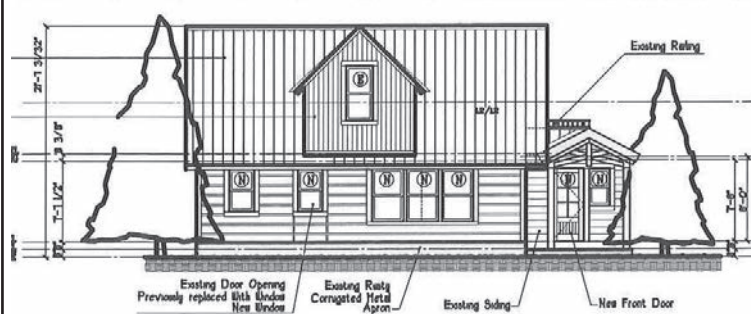 Existing Railing
E
12/12
N
N
N
N
N
N
N
21'-1 3/32"
7'-1 1/2"
7'-8"
8'-0"
Existing Door Opening
Previously replaced With Window
New Window
Existing Rusty
Corrugated Metal
Apron
Existing Siding
New Front Door